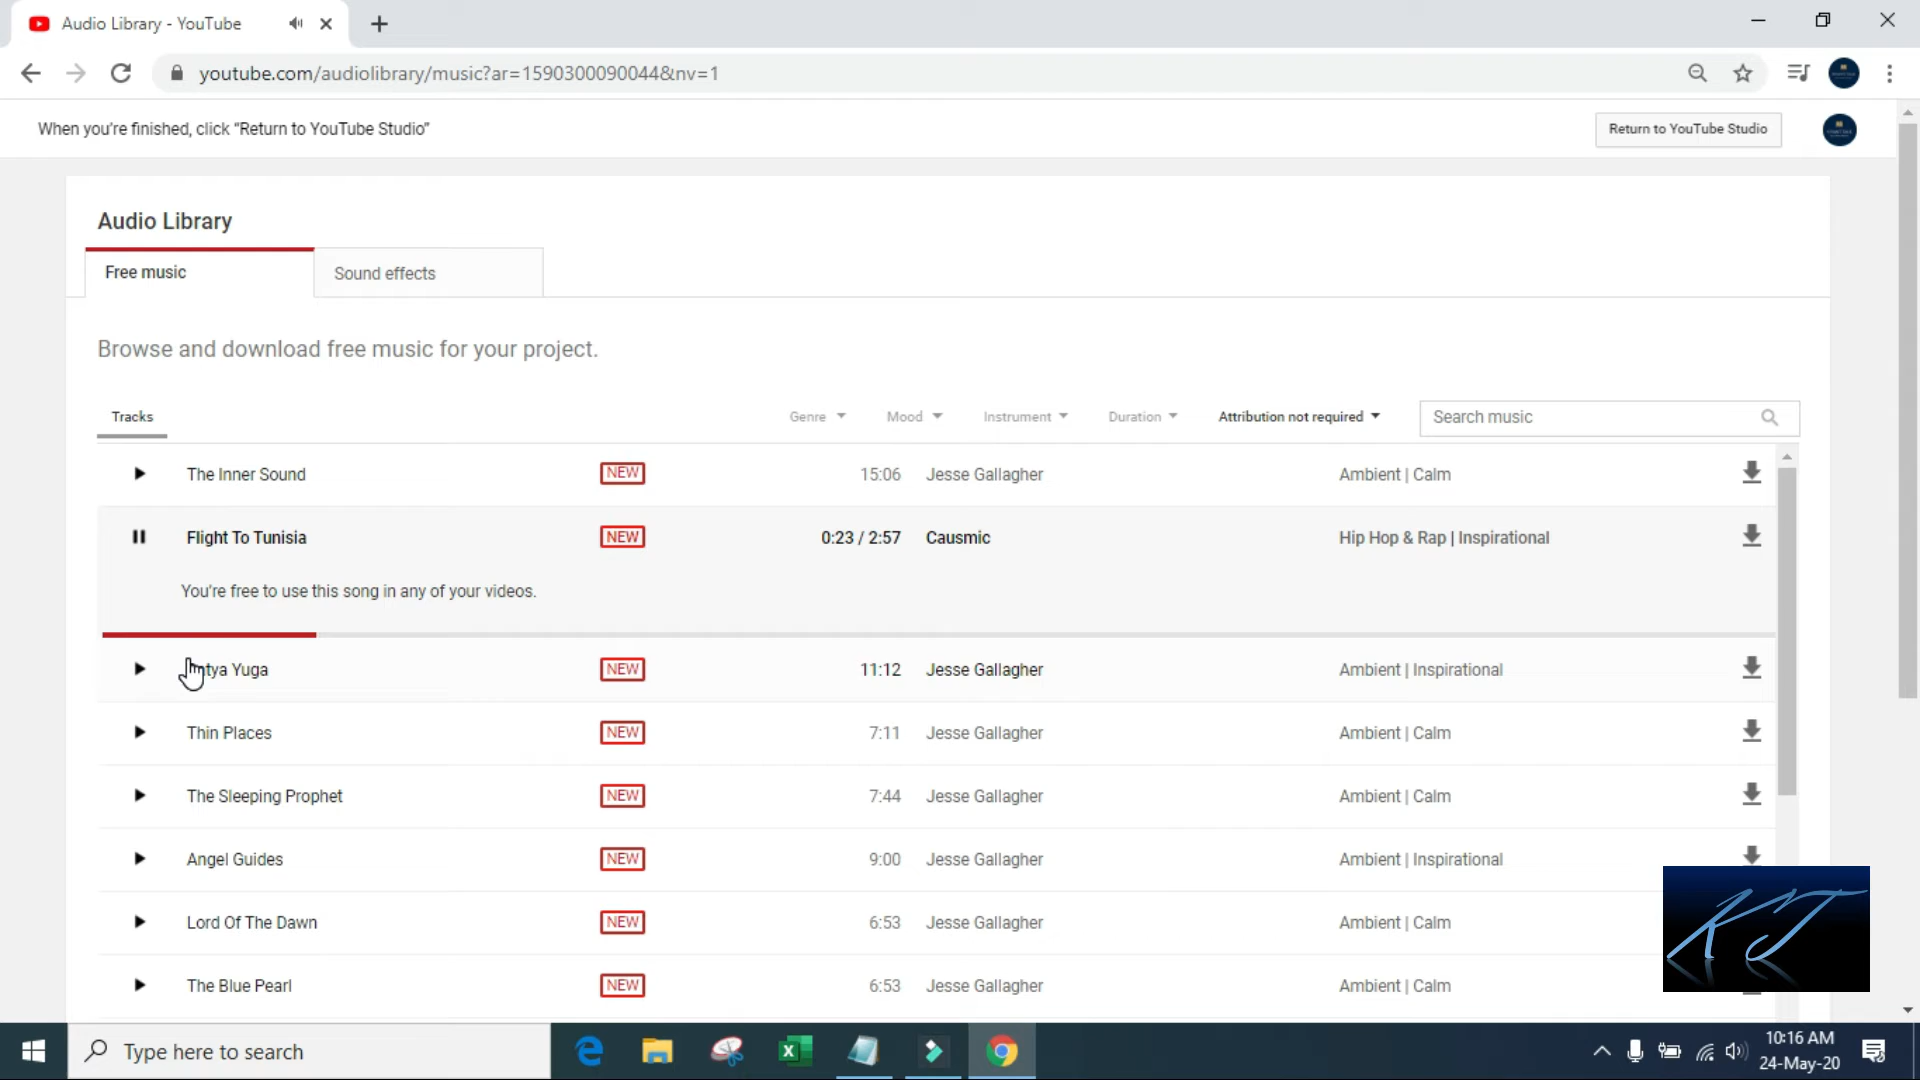 Audio Library - YouTube
youtube.com/audiolibrary/music?ar=1590300090044&nv=1
When you're finished, click “Return to YouTube Studio”
Return to YouTube Studio
Audio Library
Free music
Sound effects
Browse and download free music for your project.
Tracks
Genre
Mood
Instrument
Duration
Attribution not required
Search music
The Inner Sound NEW 15:06 Jesse Gallagher Ambient | Calm
Flight To Tunisia NEW 0:23 / 2:57 Causmic Hip Hop & Rap | Inspirational
You're free to use this song in any of your videos.
Yuga NEW 11:12 Jesse Gallagher Ambient | Inspirational
Thin Places NEW 7:11 Jesse Gallagher Ambient | Calm
The Sleeping Prophet NEW 7:44 Jesse Gallagher Ambient | Calm
Angel Guides NEW 9:00 Jesse Gallagher Ambient | Inspirational
Lord Of The Dawn NEW 6:53 Jesse Gallagher Ambient | Calm
The Blue Pearl NEW 6:53 Jesse Gallagher Ambient | Calm
KJ
Type here to search
10:16 AM
24-May-20